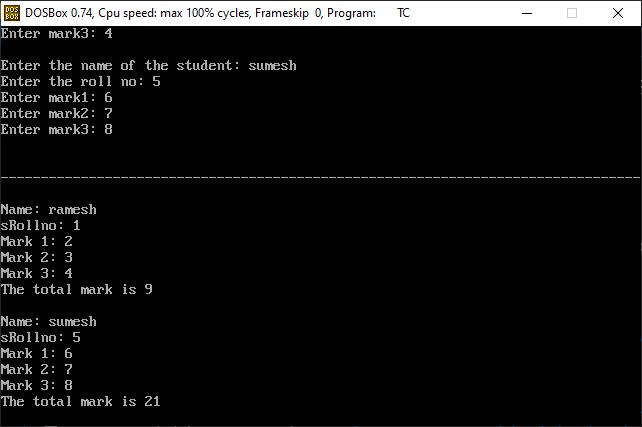 DOSBox 0.74, Cpu speed: max 100% cycles, Frameskip 0, Program: TC
DOS
BOX
Enter mark3: 4
Enter the name of the student: sumesh
Enter the roll no: 5
Enter mark1: 6
Enter mark2: 7
Enter mark3: 8
--------------------------------------------------------------------------------
Name: ramesh
sRollno: 1
Mark 1: 2
Mark 2: 3
Mark 3: 4
The total mark is 9
Name: sumesh
sRollno: 5
Mark 1: 6
Mark 2: 7
Mark 3: 8
The total mark is 21